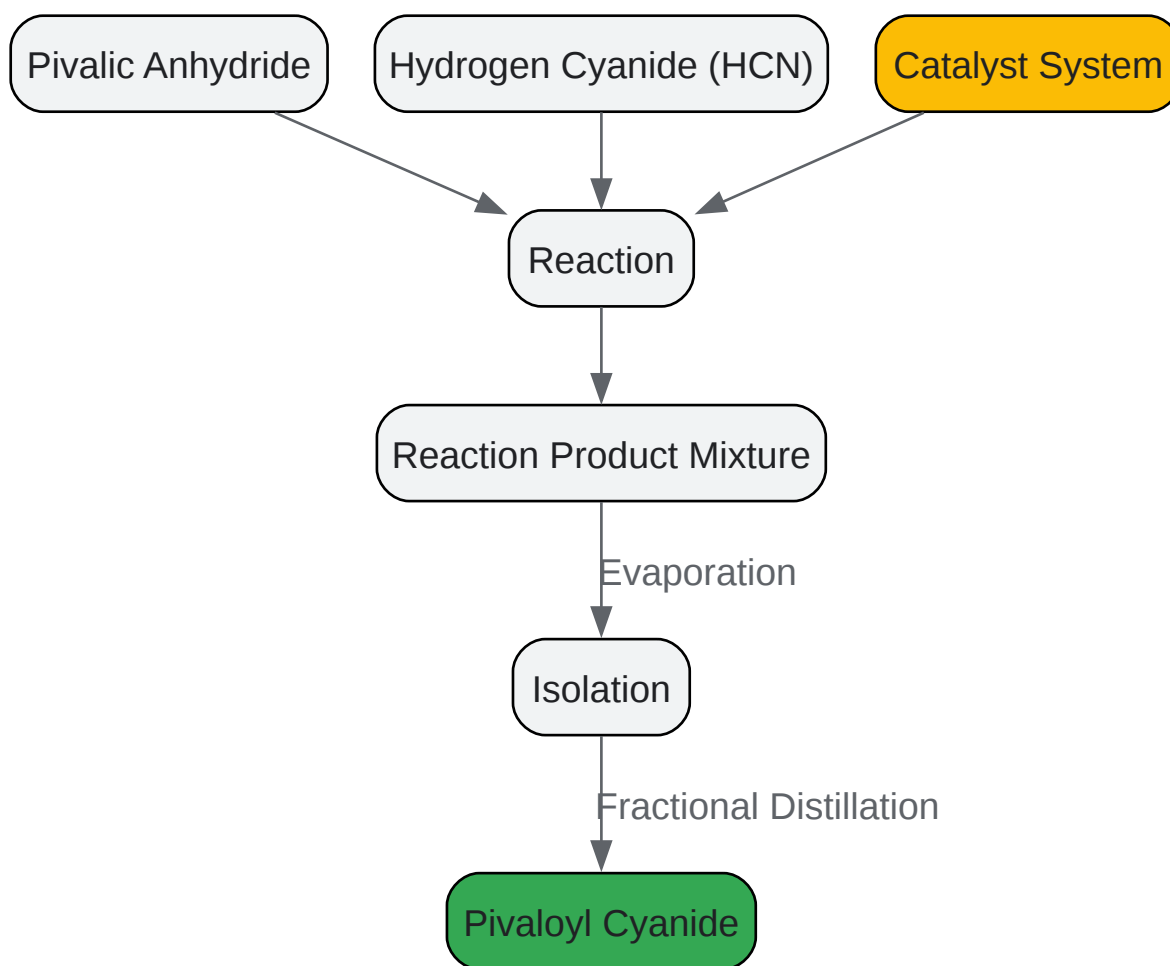 Pivalic Anhydride
Hydrogen Cyanide (HCN)
Catalyst System
Reaction
Reaction Product Mixture
Evaporation
Isolation
Fractional Distillation
Pivaloyl Cyanide